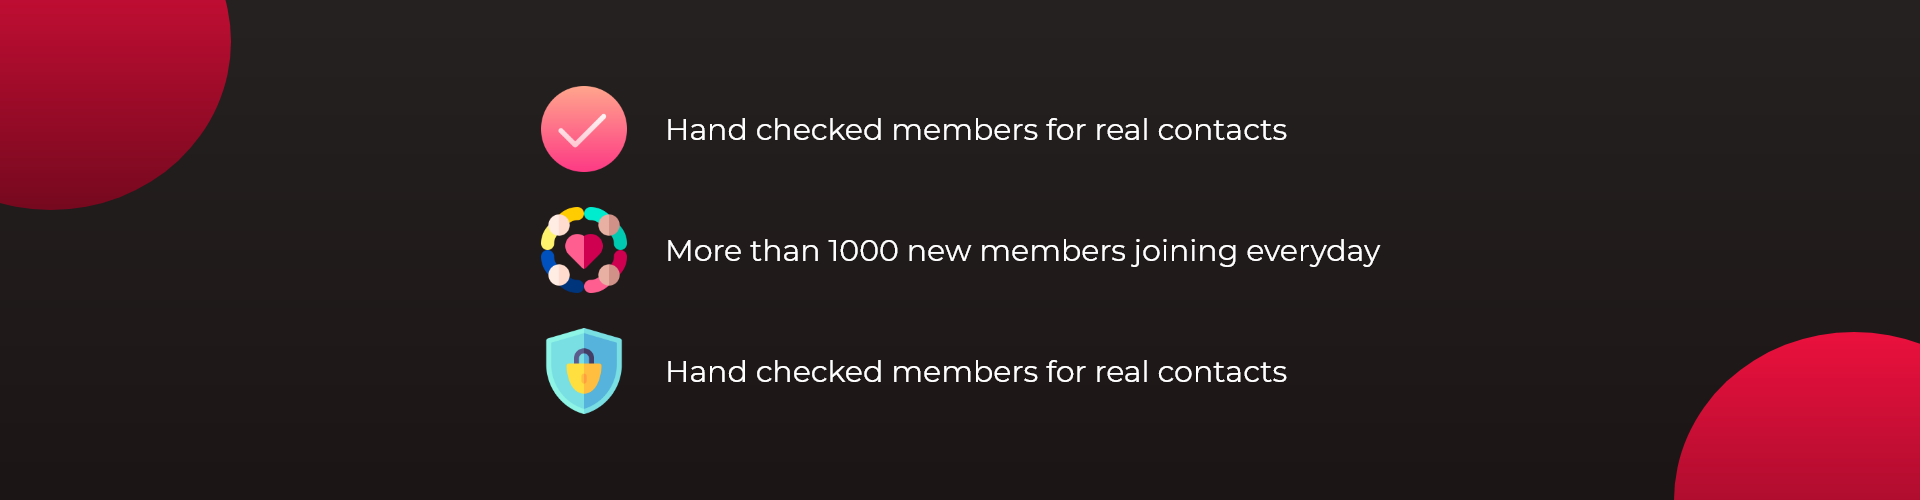 Hand checked members for real contacts
More than 1000 new members joining everyday
Hand checked members for real contacts